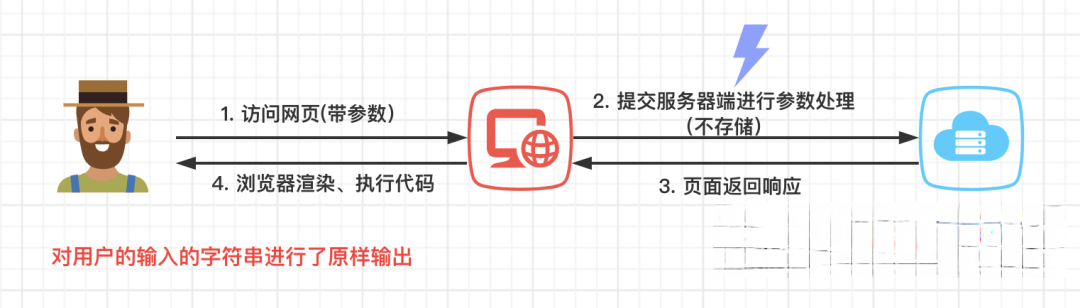 1. 访问网页(带参数)
2. 提交服务器端进行参数处理
(不存储)
4. 浏览器渲染、执行代码
3. 页面返回响应
对用户的输入的字符串进行了原样输出